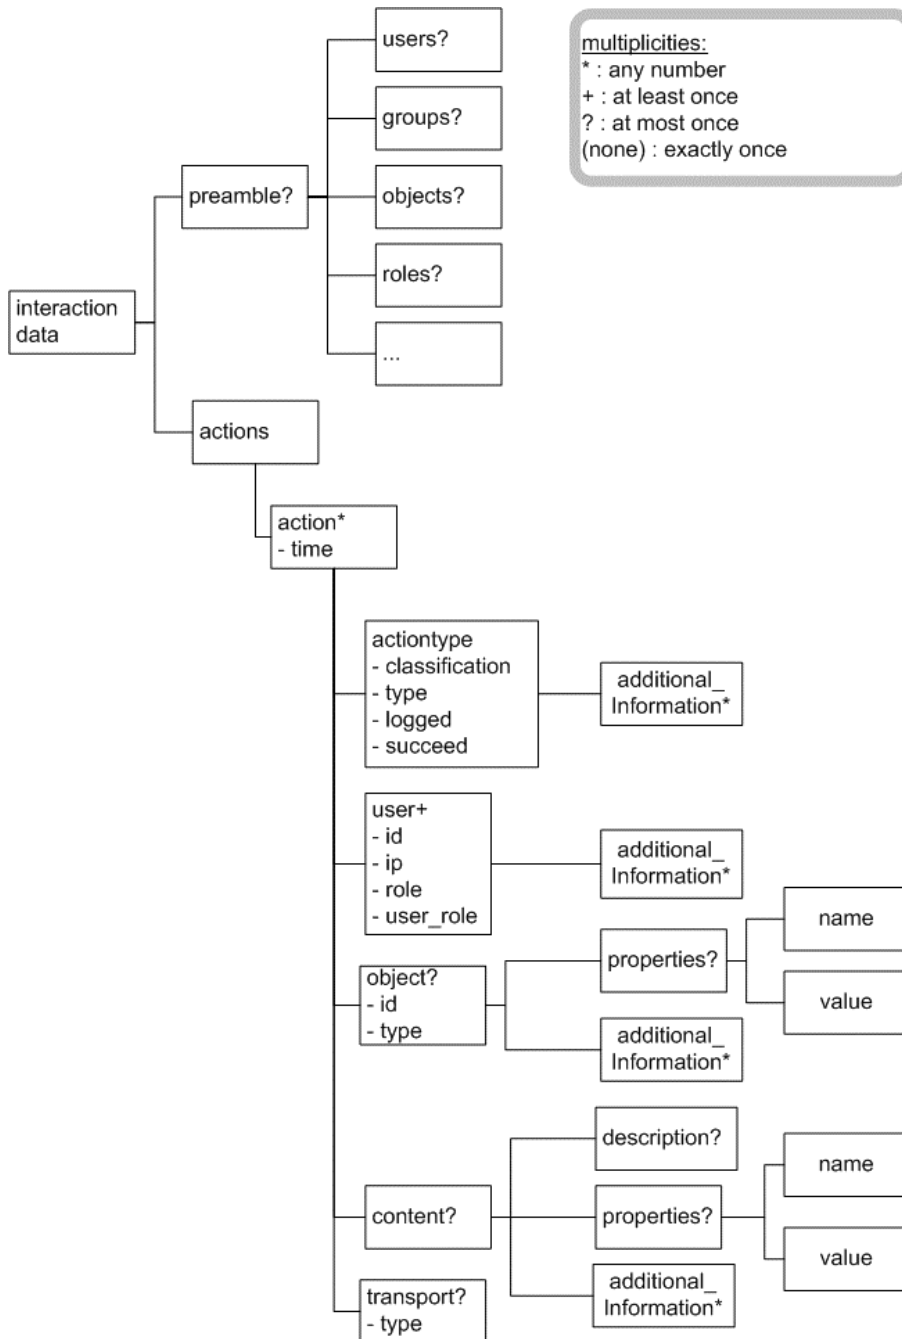 users?
multiplicities:
* : any number
+ : at least once
? : at most once
(none) : exactly once
groups?
preamble?
objects?
roles?
interaction
data
...
actions
action*
- time
actiontype
- classification
- type
- logged
- succeed
additional_
Information*
user+
- id
- ip
- role
- user_role
additional_
Information*
object?
- id
- type
properties?
name
value
additional_
Information*
description?
content?
properties?
name
value
additional_
Information*
transport?
- type